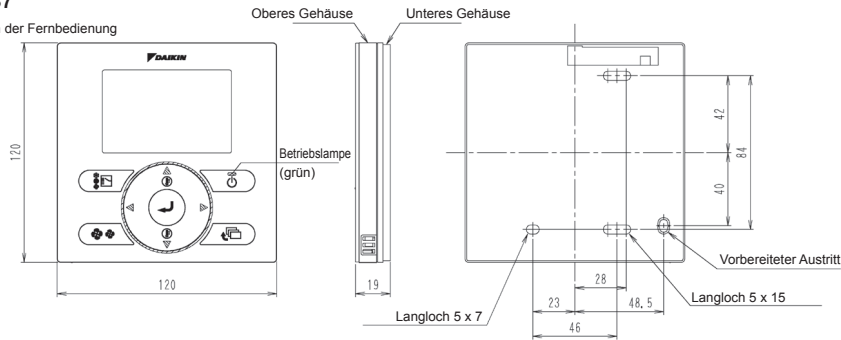 Oberes Gehäuse
Unteres Gehäuse
der Fernbedienung
DAIKIN
Betriebslampe
(grün)
120
120
19
42
84
40
28
23
48.5
46
Vorbereiteter Austritt
Langloch 5 x 15
Langloch 5 x 7